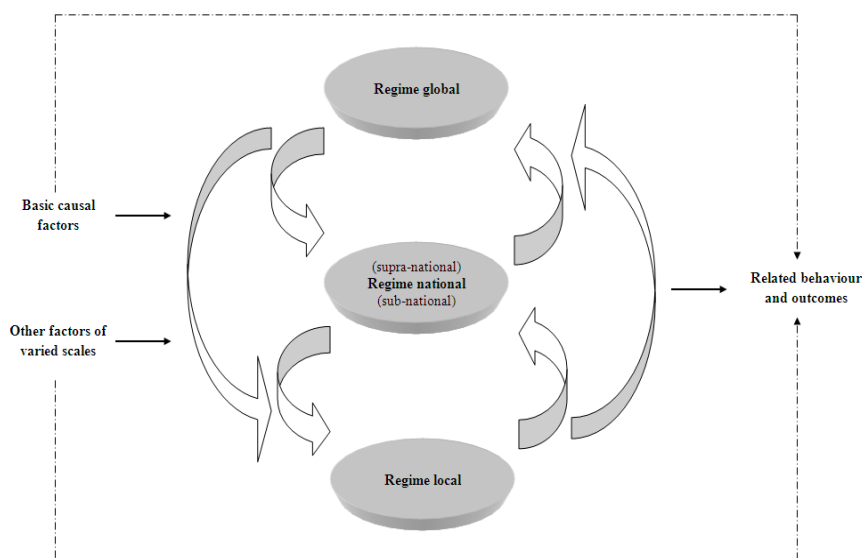 Regime global
Basic causal
factors
(supra-national)
Regime national
(sub-national)
Related behaviour
and outcomes
Other factors of
varied scales
Regime local